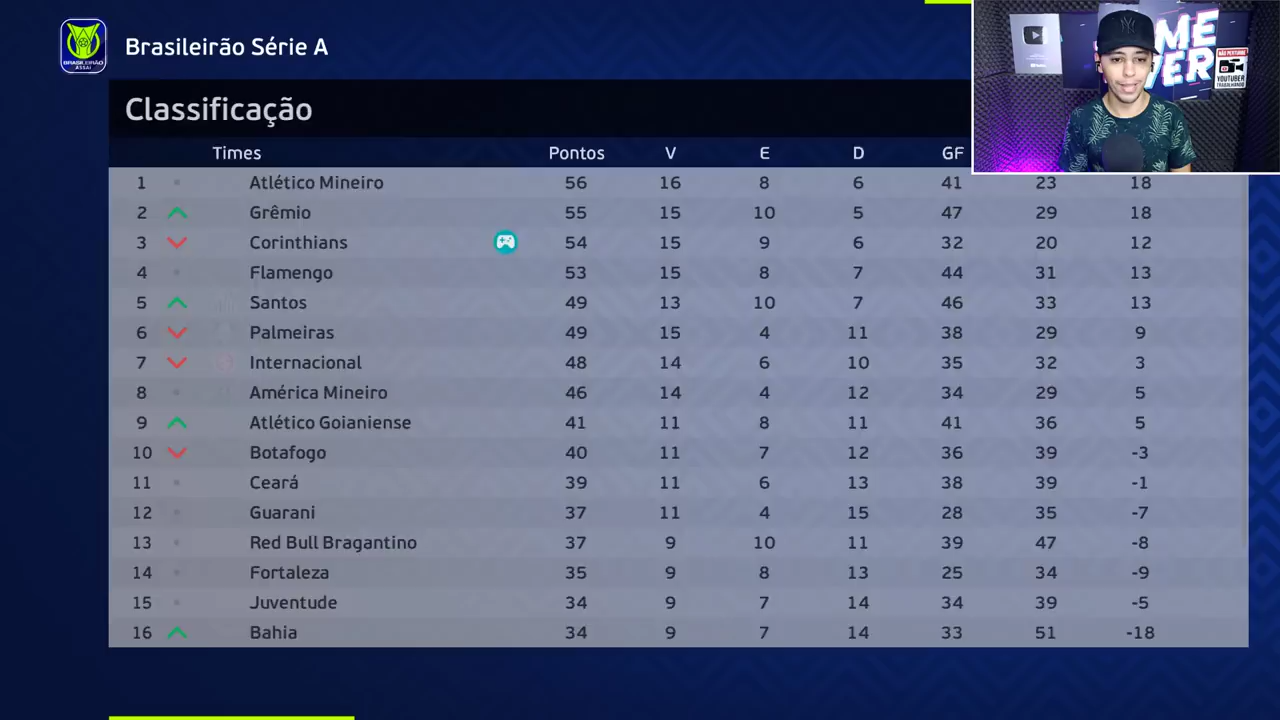 Brasileirão Série A
BRASILEIRÃO
ASSAÍ
Classificação
Times Pontos V E D GF
1 Atlético Mineiro 56 16 8 6 41 23 18
2 Grêmio 55 15 10 5 47 29 18
3 Corinthians 54 15 9 6 32 20 12
4 Flamengo 53 15 8 7 44 31 13
5 Santos 49 13 10 7 46 33 13
6 Palmeiras 49 15 4 11 38 29 9
7 Internacional 48 14 6 10 35 32 3
8 América Mineiro 46 14 4 12 34 29 5
9 Atlético Goianiense 41 11 8 11 41 36 5
10 Botafogo 40 11 7 12 36 39 -3
11 Ceará 39 11 6 13 38 39 -1
12 Guarani 37 11 4 15 28 35 -7
13 Red Bull Bragantino 37 9 10 11 39 47 -8
14 Fortaleza 35 9 8 13 25 34 -9
15 Juventude 34 9 7 14 34 39 -5
16 Bahia 34 9 7 14 33 51 -18
ME
VER
NÃO PERTURBE
YOUTUBER
TRABALHANDO